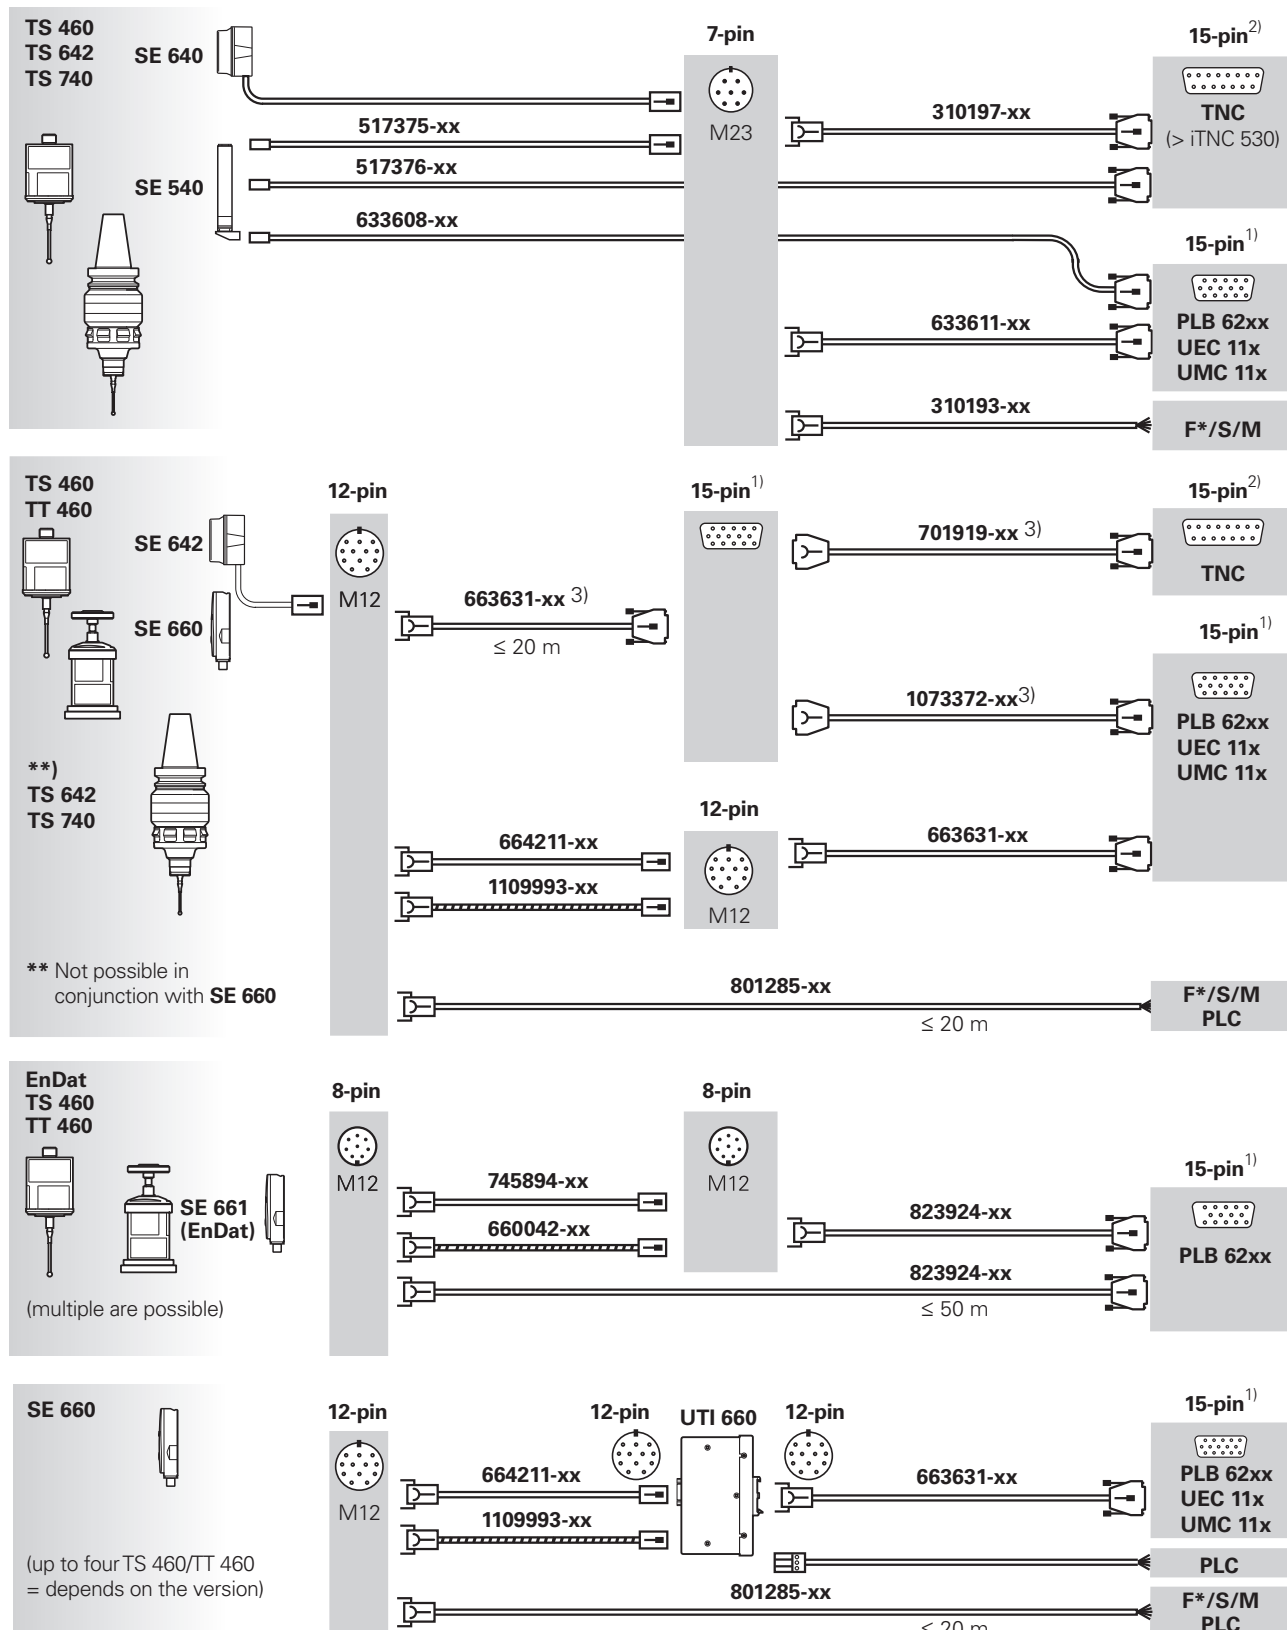 TS 460
TS 642
TS 740
SE 640
7-pin
M23
15-pin2)
TNC
(> iTNC 530)
517375-xx
310197-xx
SE 540
517376-xx
633608-xx
15-pin1)
PLB 62xx
UEC 11x
UMC 11x
633611-xx
310193-xx
F*/S/M
TS 460
TT 460
SE 642
12-pin
M12
15-pin1)
15-pin2)
TNC
701919-xx 3)
SE 660
663631-xx 3)
≤ 20 m
15-pin1)
1073372-xx3)
PLB 62xx
UEC 11x
UMC 11x
**)
TS 642
TS 740
12-pin
M12
664211-xx
663631-xx
1109993-xx
** Not possible in
conjunction with SE 660
801285-xx
≤ 20 m
F*/S/M
PLC
EnDat
TS 460
TT 460
8-pin
M12
8-pin
M12
SE 661
(EnDat)
745894-xx
660042-xx
823924-xx
15-pin1)
PLB 62xx
823924-xx
≤ 50 m
(multiple are possible)
SE 660
12-pin
M12
12-pin
UTI 660
12-pin
15-pin1)
664211-xx
663631-xx
PLB 62xx
UEC 11x
UMC 11x
1109993-xx
(up to four TS 460/TT 460
= depends on the version)
PLC
801285-xx
≤ 20 m
F*/S/M
PLC